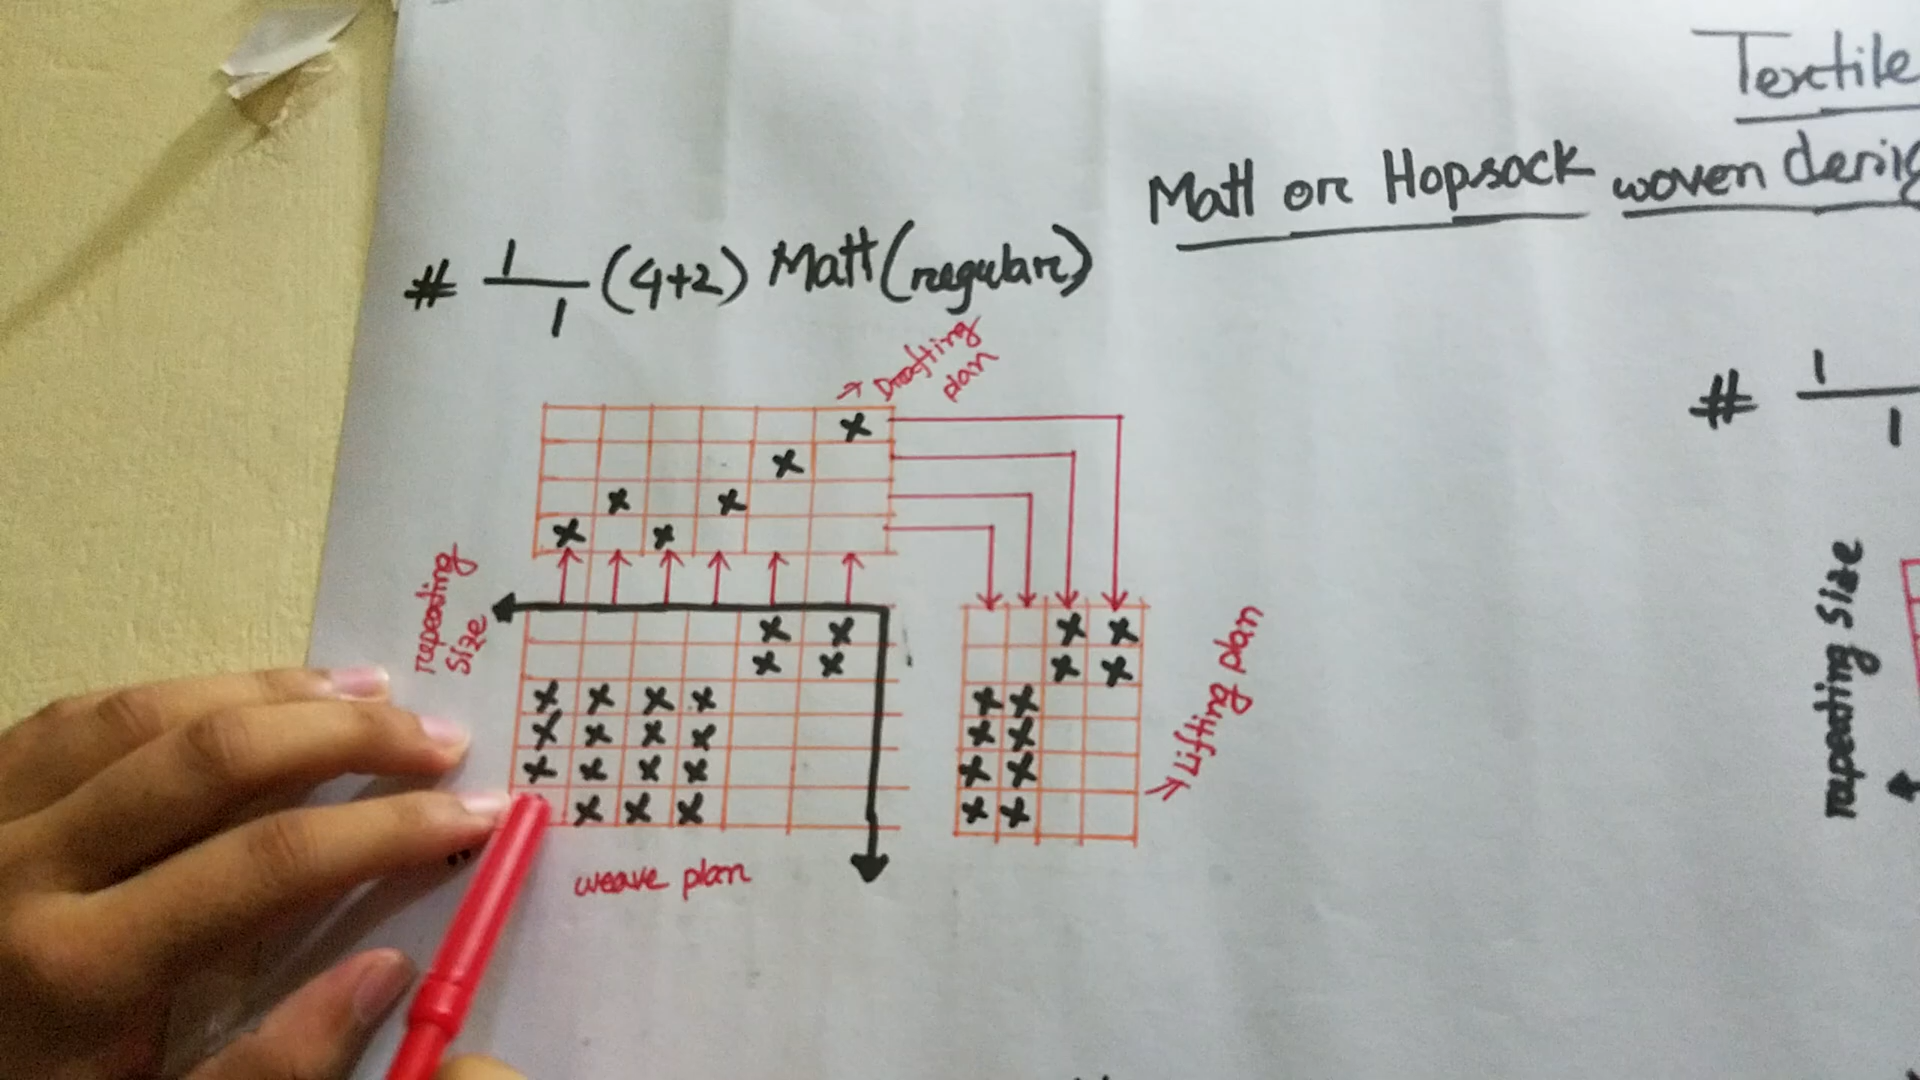 Textile
Matt or Hopsock woven desig
# 1/1 (4+2) Matt (regular)
→ Drafting
plan
repeating
size
weave plan
→ Lifting plan
# 1/1
repeating size